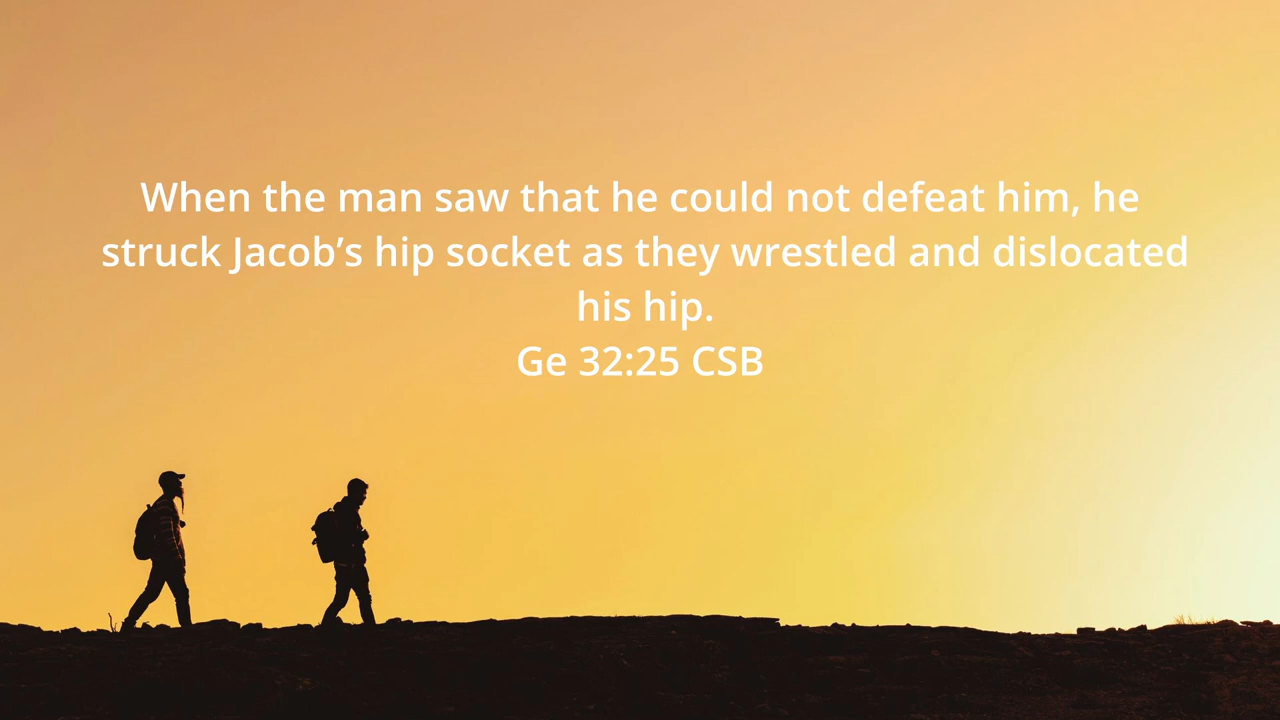 When the man saw that he could not defeat him, he
struck Jacob’s hip socket as they wrestled and dislocated
his hip.
Ge 32:25 CSB